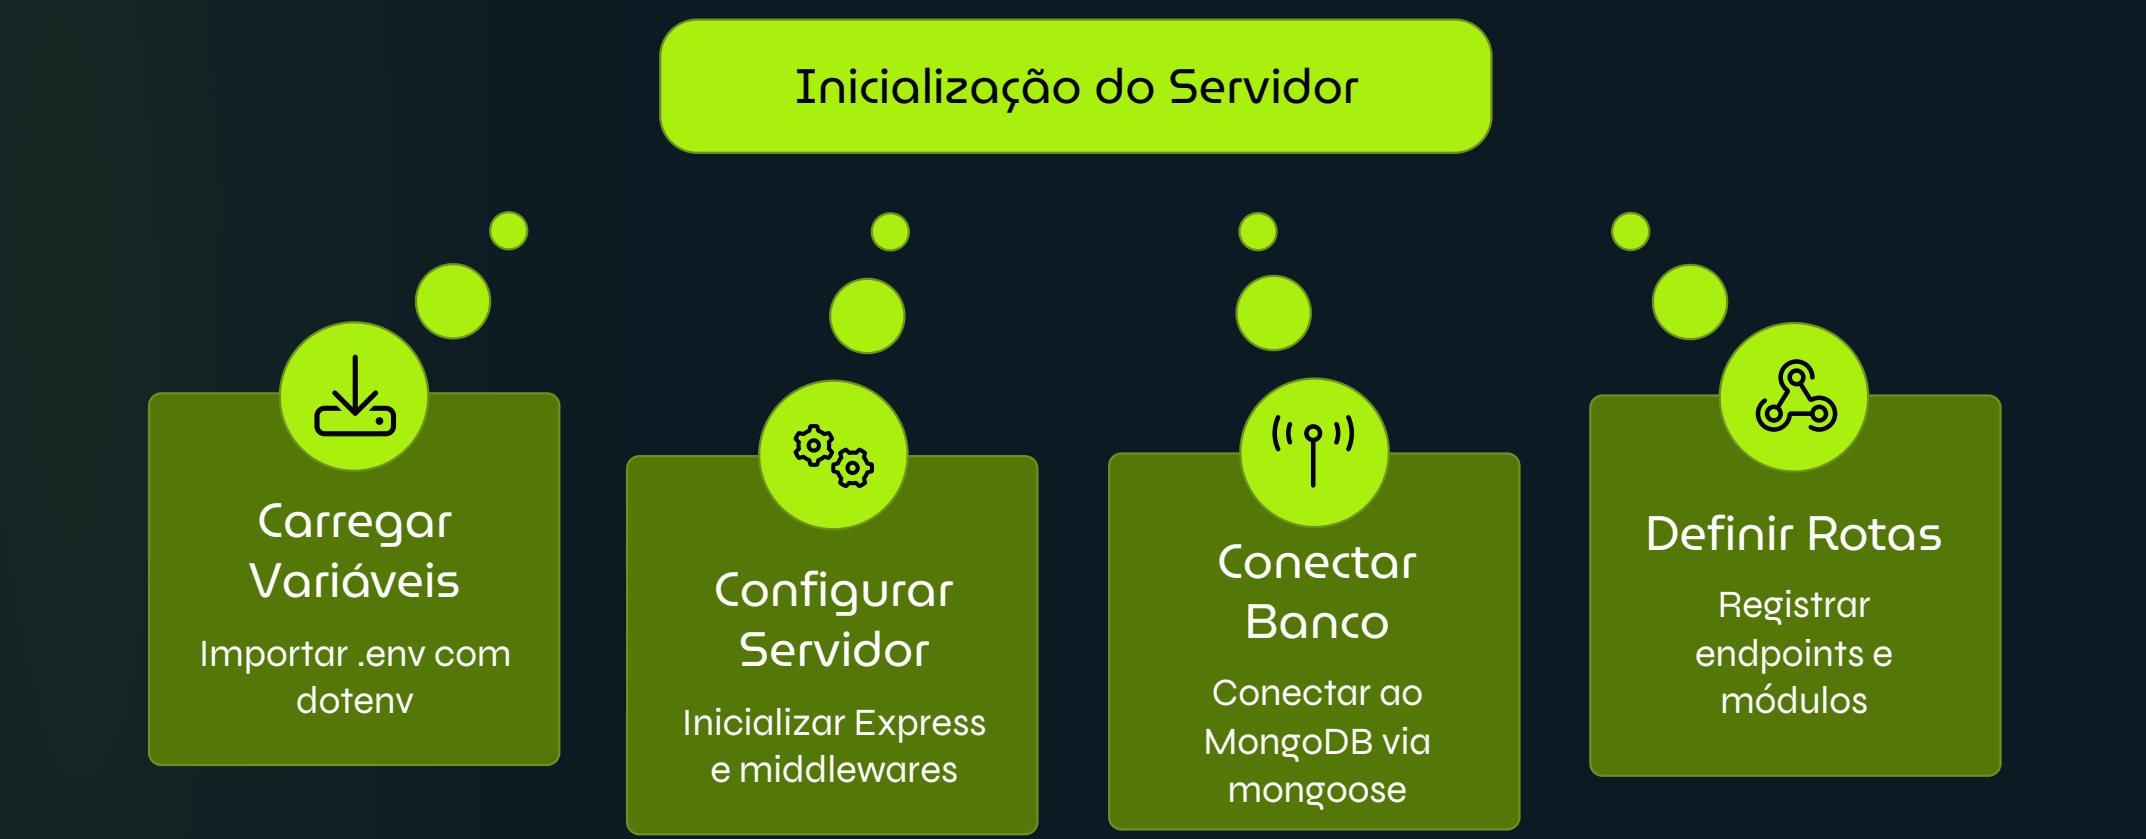 Inicialização do Servidor
Carregar
Variáveis
Importar .env com
dotenv
Configurar
Servidor
Inicializar Express
e middlewares
Conectar
Banco
Conectar ao
MongoDB via
mongoose
Definir Rotas
Registrar
endpoints e
módulos